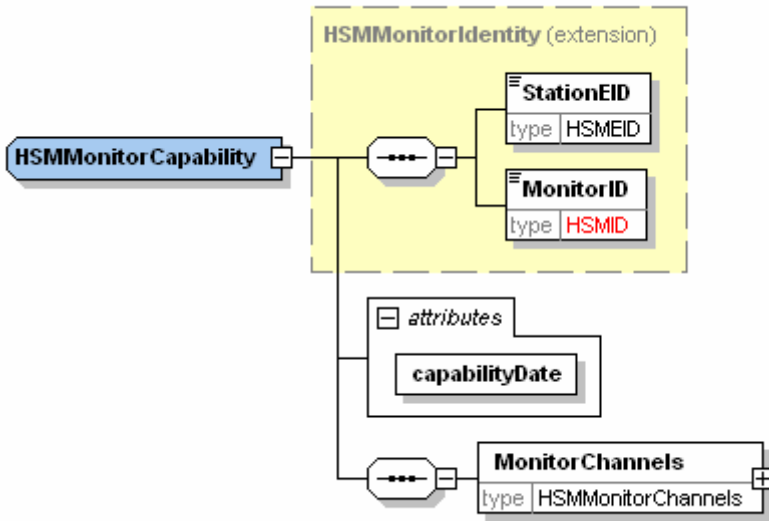 HSMMonitorIdentity (extension)
StationEID
type HSMEID
HSMMonitorCapability
MonitorID
type HSMID
attributes
capabilityDate
MonitorChannels
type HSMMonitorChannels